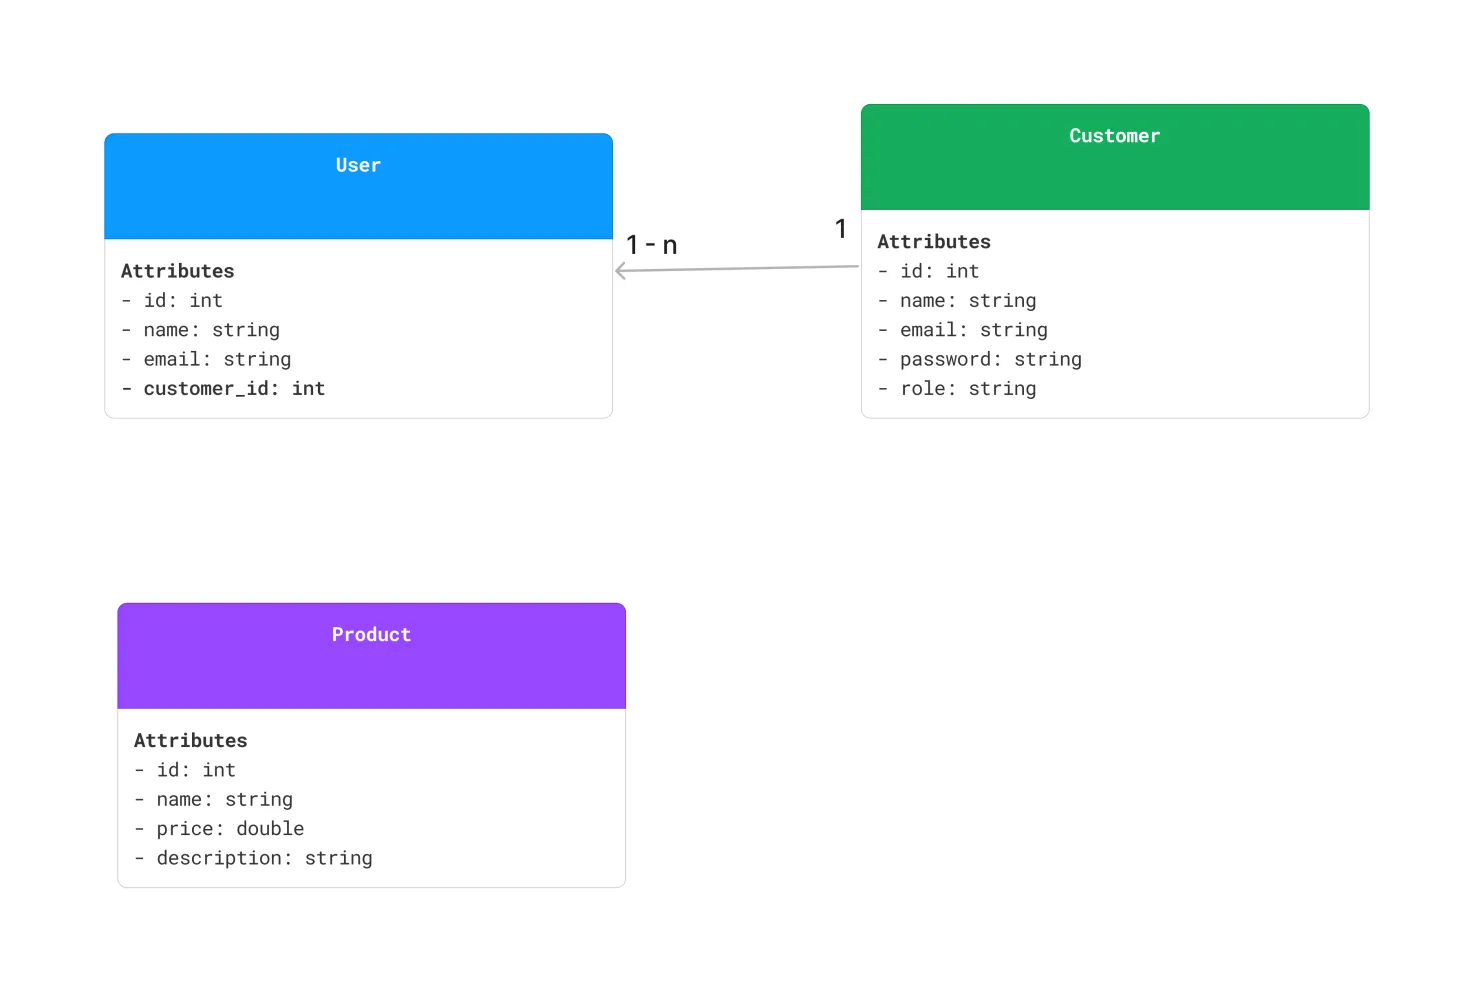 User
Attributes
- id: int
- name: string
- email: string
- customer_id: int
1 - n
1
Customer
Attributes
- id: int
- name: string
- email: string
- password: string
- role: string
Product
Attributes
- id: int
- name: string
- price: double
- description: string